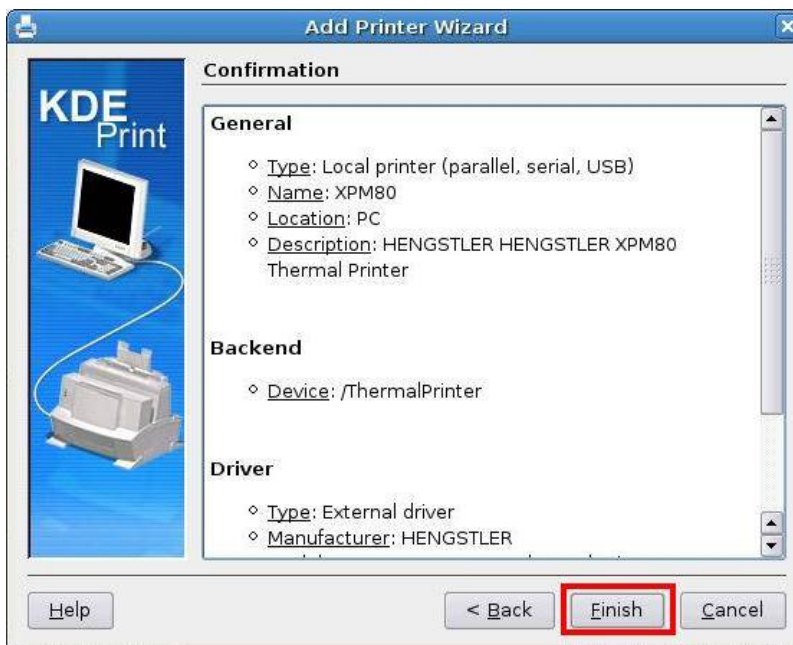 Add Printer Wizard
KDE
Print
Confirmation
General
Type: Local printer (parallel, serial, USB)
Name: XPM80
Location: PC
Description: HENGSTLER HENGSTLER XPM80
Thermal Printer
Backend
Device: /ThermalPrinter
Driver
Type: External driver
Manufacturer: HENGSTLER
Help
< Back
Finish
Cancel